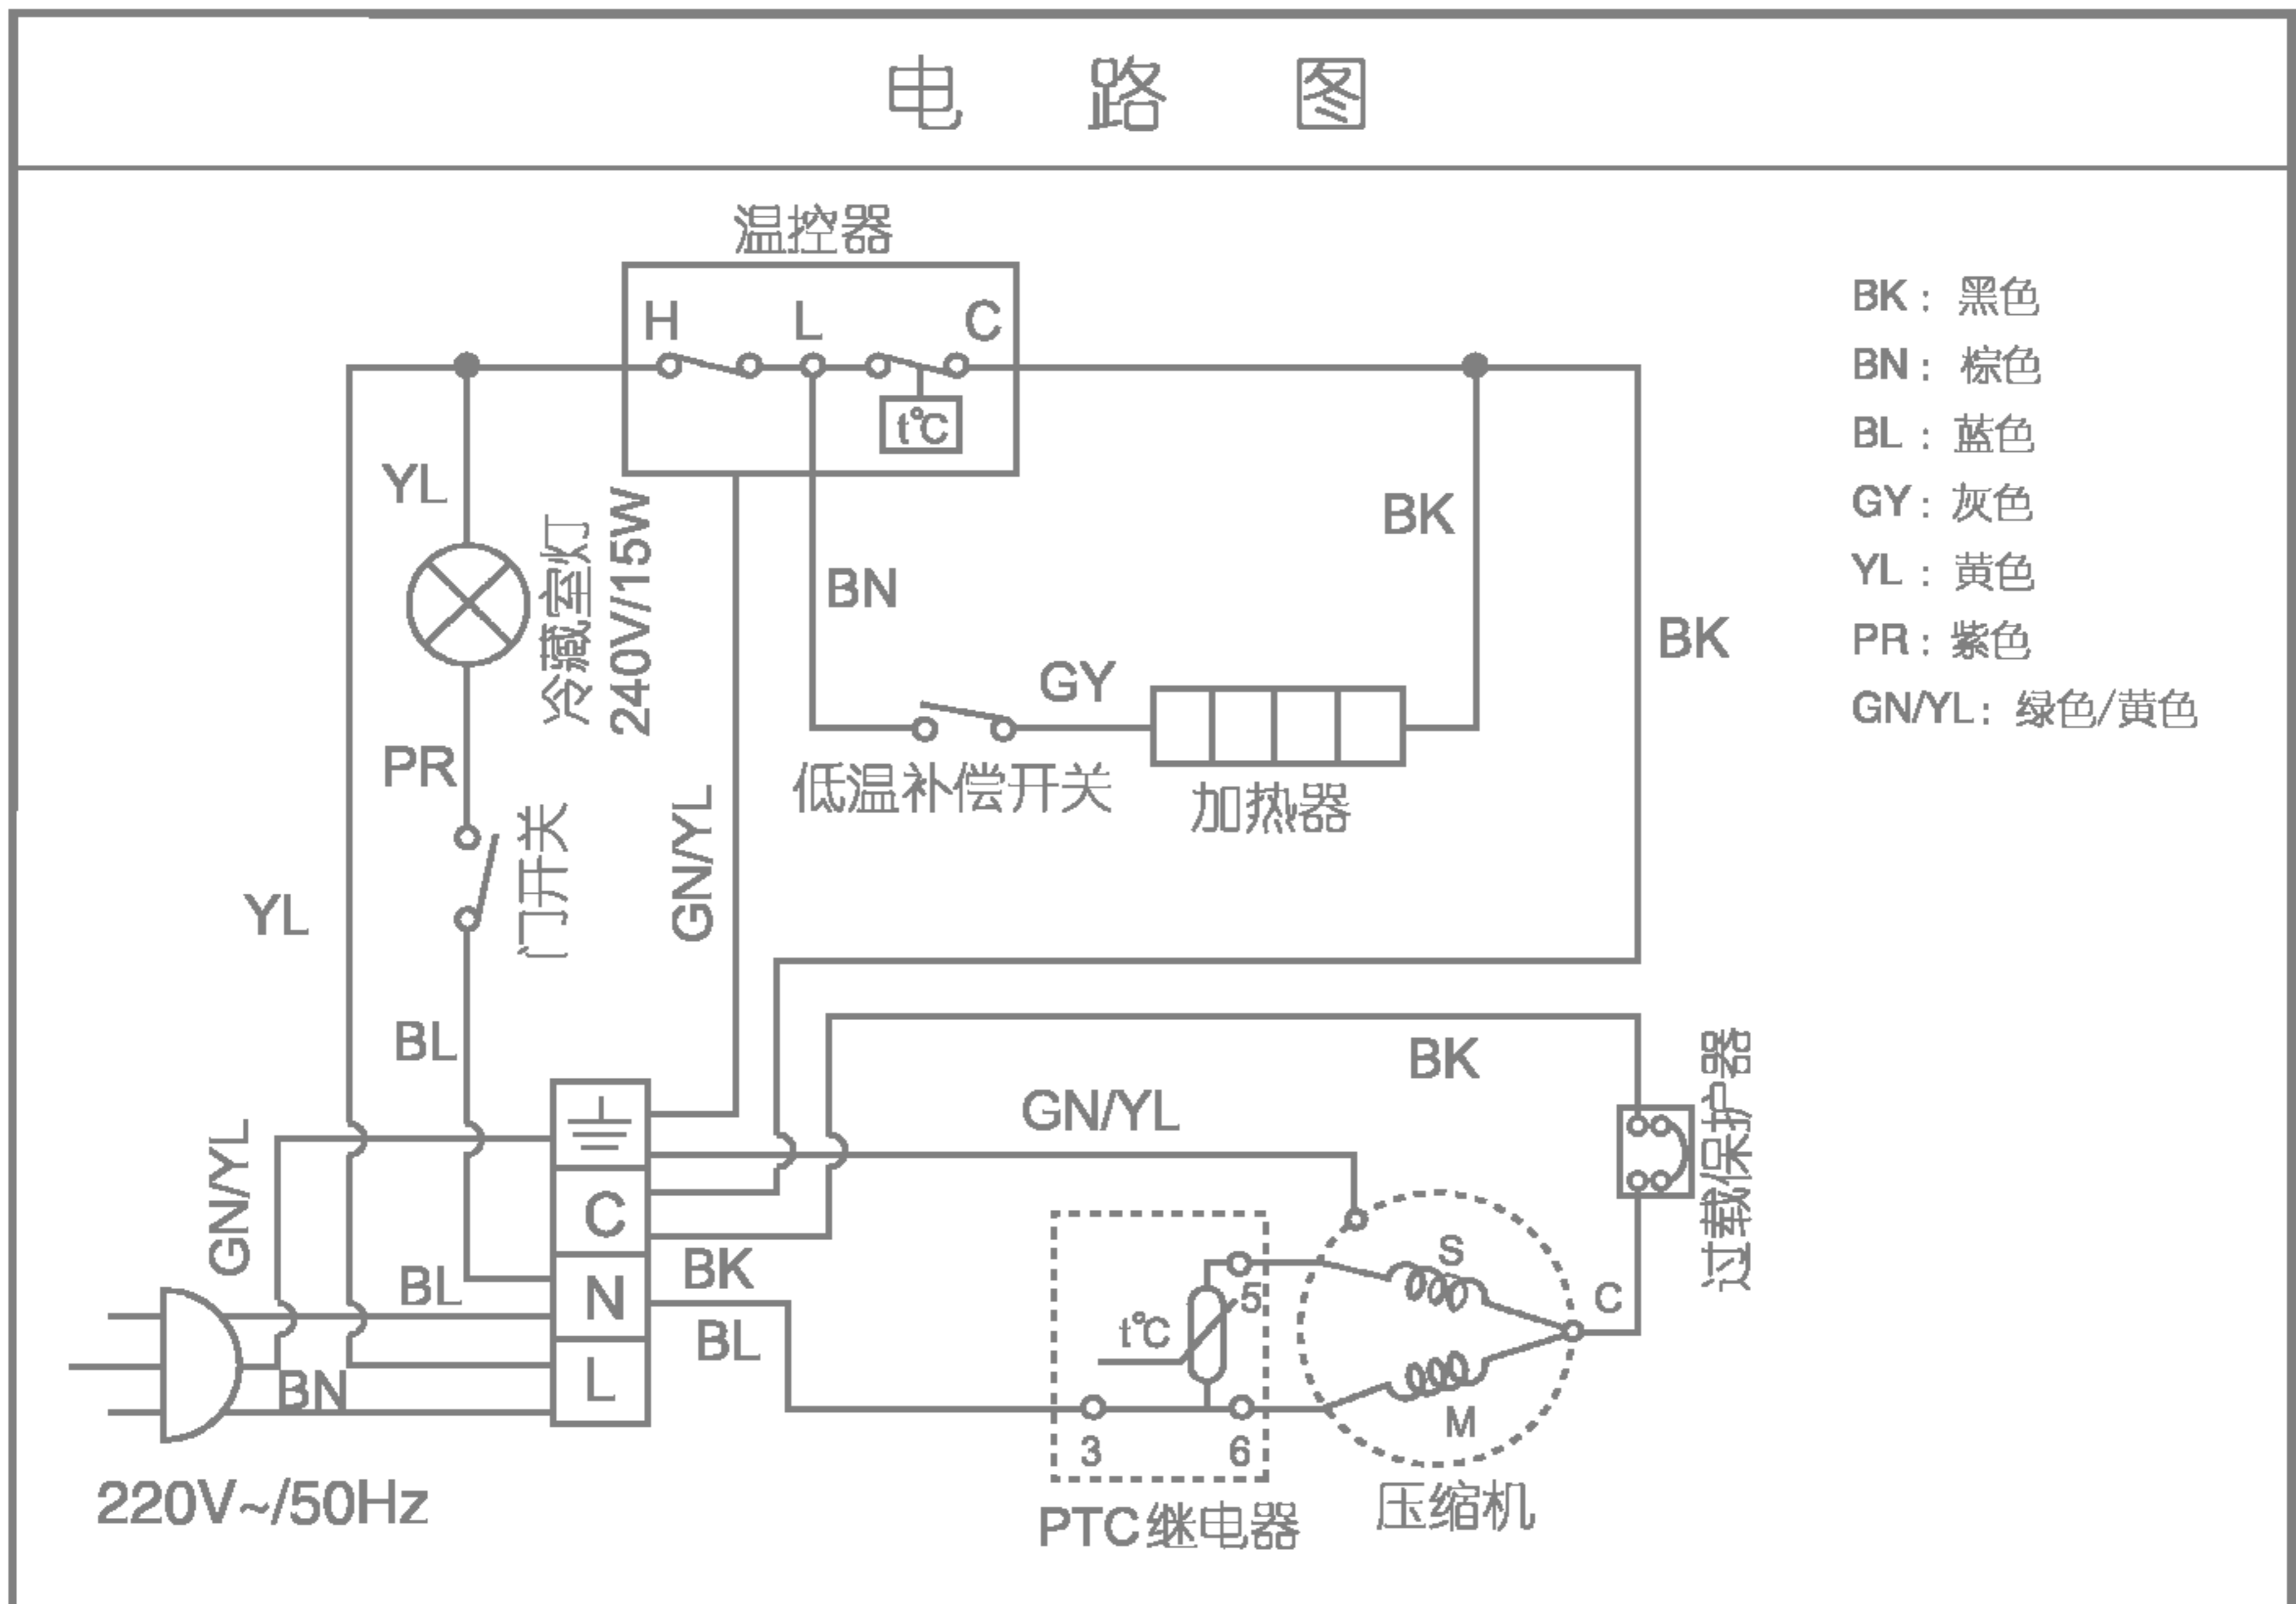 电路图
温控器
H L C
t℃
BK：黑色
BN：棕色
BL：蓝色
GY：灰色
YL：黄色
PR：紫色
GN/YL：绿色/黄色
YL
冷藏室灯
240V/15W
BK
BN
BK
GY
PR
低温补偿开关
加热器
门开关
GN/YL
YL
BL
BK
过载保护器
GN/YL
GN/YL
C
BK
S
C
BL
N
5
BL
t℃
BN
L
M
3 6
220V~/50Hz
PTC继电器
压缩机